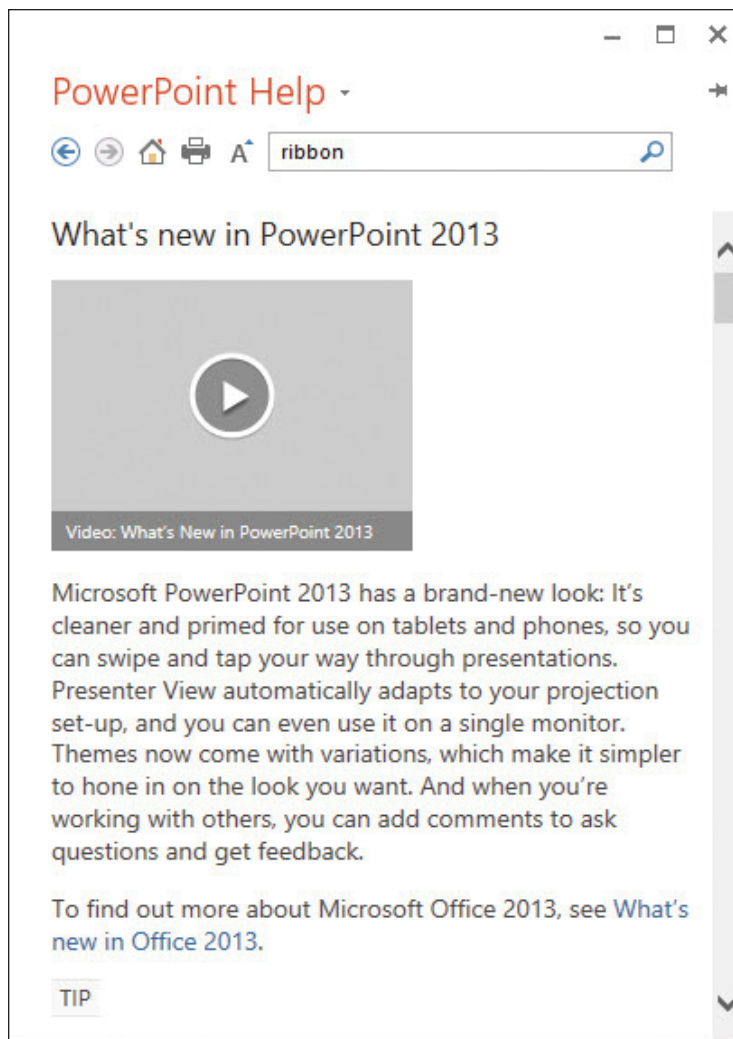 PowerPoint Help
A
ribbon
What's new in PowerPoint 2013
Video: What's New in PowerPoint 2013
Microsoft PowerPoint 2013 has a brand-new look: It's
cleaner and primed for use on tablets and phones, so you
can swipe and tap your way through presentations.
Presenter View automatically adapts to your projection
set-up, and you can even use it on a single monitor.
Themes now come with variations, which make it simpler
to hone in on the look you want. And when you're
working with others, you can add comments to ask
questions and get feedback.
To find out more about Microsoft Office 2013, see What's
new in Office 2013.
TIP